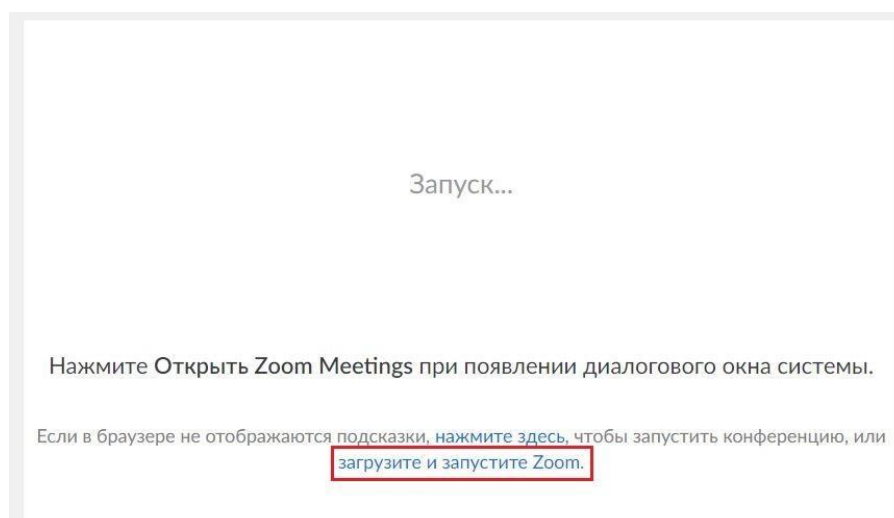 Запуск...
Нажмите Открыть Zoom Meetings при появлении диалогового окна системы.
Если в браузере не отображаются подсказки, нажмите здесь, чтобы запустить конференцию, или
загрузите и запустите Zoom.